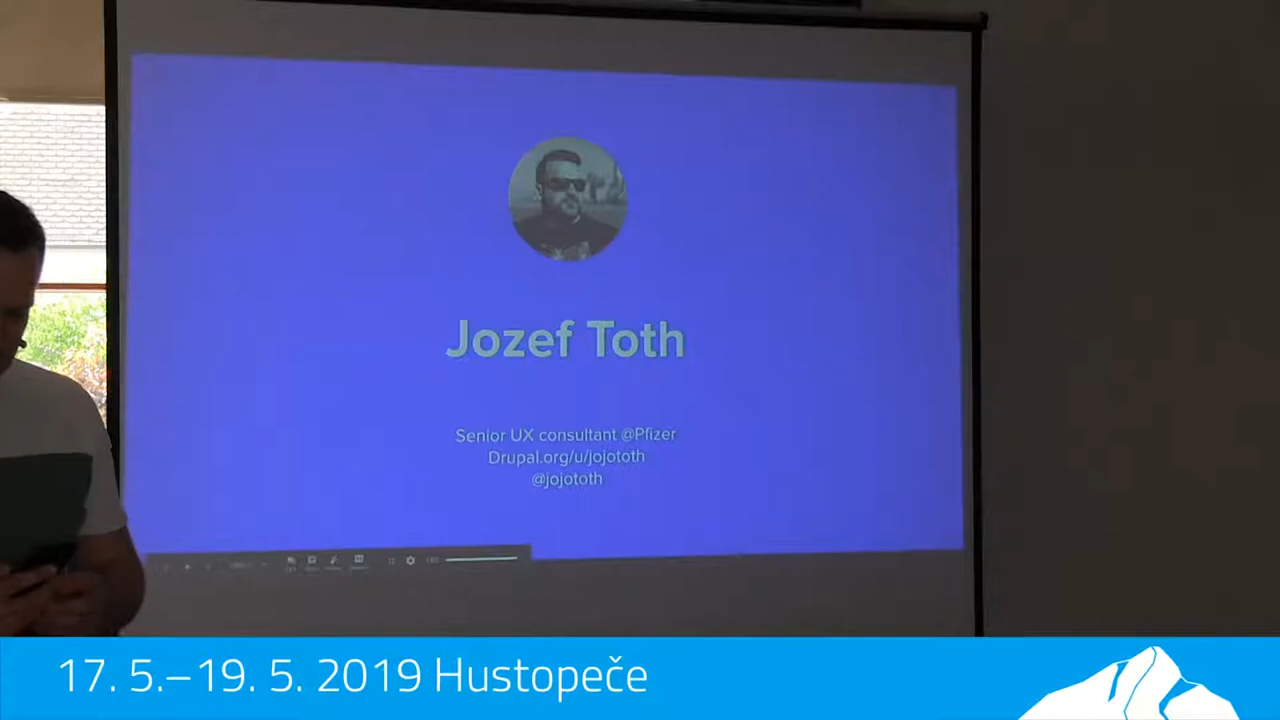 Jozef Toth
Senior UX consultant @Pfizer
Drupal.org/u/jojototh
@jojototh
17. 5.–19. 5. 2019 Hustopeče